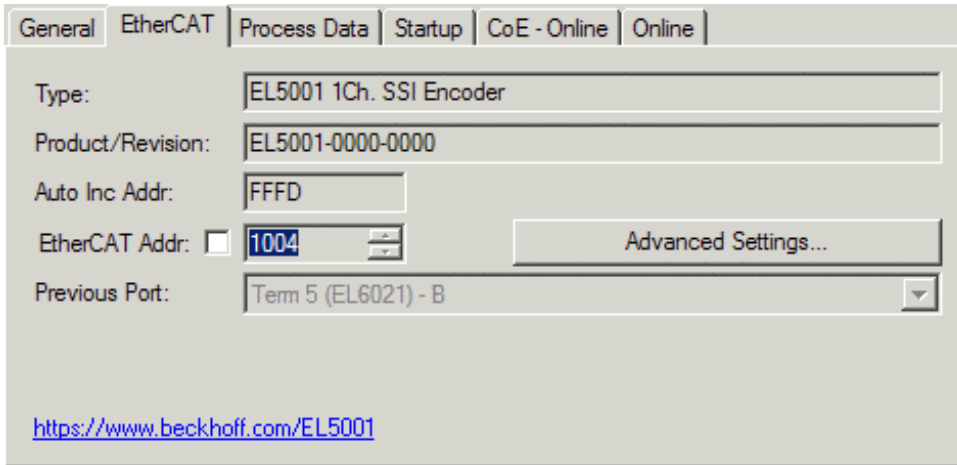 General EtherCAT Process Data Startup CoE - Online Online
Type: EL5001 1Ch. SSI Encoder
Product/Revision: EL5001-0000-0000
Auto Inc Addr: FFFD
EtherCAT Addr: 1004 Advanced Settings...
Previous Port: Term 5 (EL6021) - B
https://www.beckhoff.com/EL5001